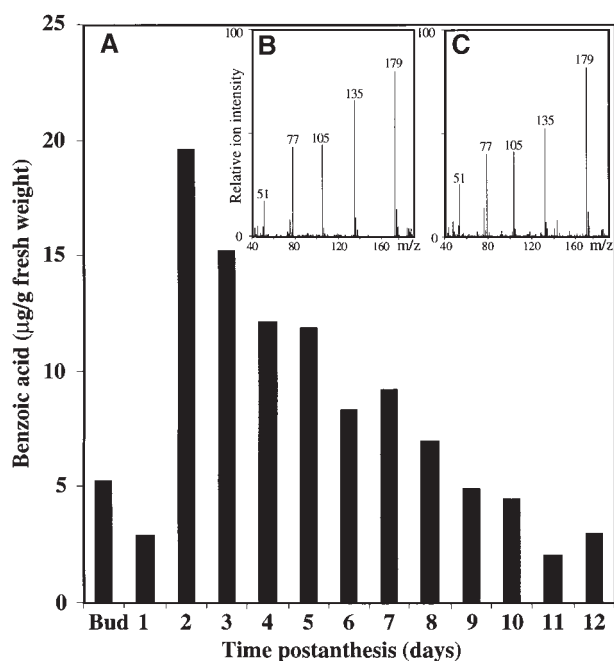 25
20
15
10
5
0
Benzoic acid (μg/g fresh weight)
A
B
C
100
Relative ion intensity
0
51
77
105
135
179
40 80 120 160 m/z
100
0
51
77
105
135
179
40 80 120 160 m/z
Bud 1 2 3 4 5 6 7 8 9 10 11 12
Time postanthesis (days)